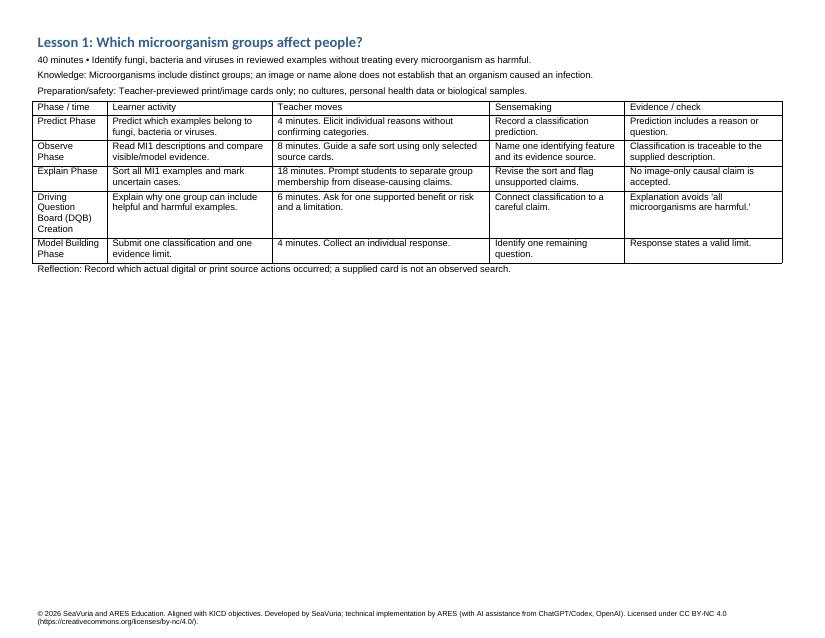 Lesson 1: Which microorganism groups affect people?
40 minutes • Identify fungi, bacteria and viruses in reviewed examples without treating every microorganism as harmful.
Knowledge: Microorganisms include distinct groups; an image or name alone does not establish that an organism caused an infection.
Preparation/safety: Teacher-previewed print/image cards only; no cultures, personal health data or biological samples.
Phase / time
Learner activity
Teacher moves
Sensemaking
Evidence / check
Predict Phase
Predict which examples belong to
fungi, bacteria or viruses.
4 minutes. Elicit individual reasons without
confirming categories.
Record a classification
prediction.
Prediction includes a reason or
question.
Observe
Phase
Read MI1 descriptions and compare
visible/model evidence.
8 minutes. Guide a safe sort using only selected
source cards.
Name one identifying feature
and its evidence source.
Classification is traceable to the
supplied description.
Explain Phase
Sort all MI1 examples and mark
uncertain cases.
18 minutes. Prompt students to separate group
membership from disease-causing claims.
Revise the sort and flag
unsupported claims.
No image-only causal claim is
accepted.
Driving
Question
Board (DQB)
Creation
Explain why one group can include
helpful and harmful examples.
6 minutes. Ask for one supported benefit or risk
and a limitation.
Connect classification to a
careful claim.
Explanation avoids 'all
microorganisms are harmful.'
Model Building
Phase
Submit one classification and one
evidence limit.
4 minutes. Collect an individual response.
Identify one remaining
question.
Response states a valid limit.
Reflection: Record which actual digital or print source actions occurred; a supplied card is not an observed search.
© 2026 SeaVuria and ARES Education. Aligned with KICD objectives. Developed by SeaVuria; technical implementation by ARES (with AI assistance from ChatGPT/Codex, OpenAI). Licensed under CC BY-NC 4.0
(https://creativecommons.org/licenses/by-nc/4.0/).